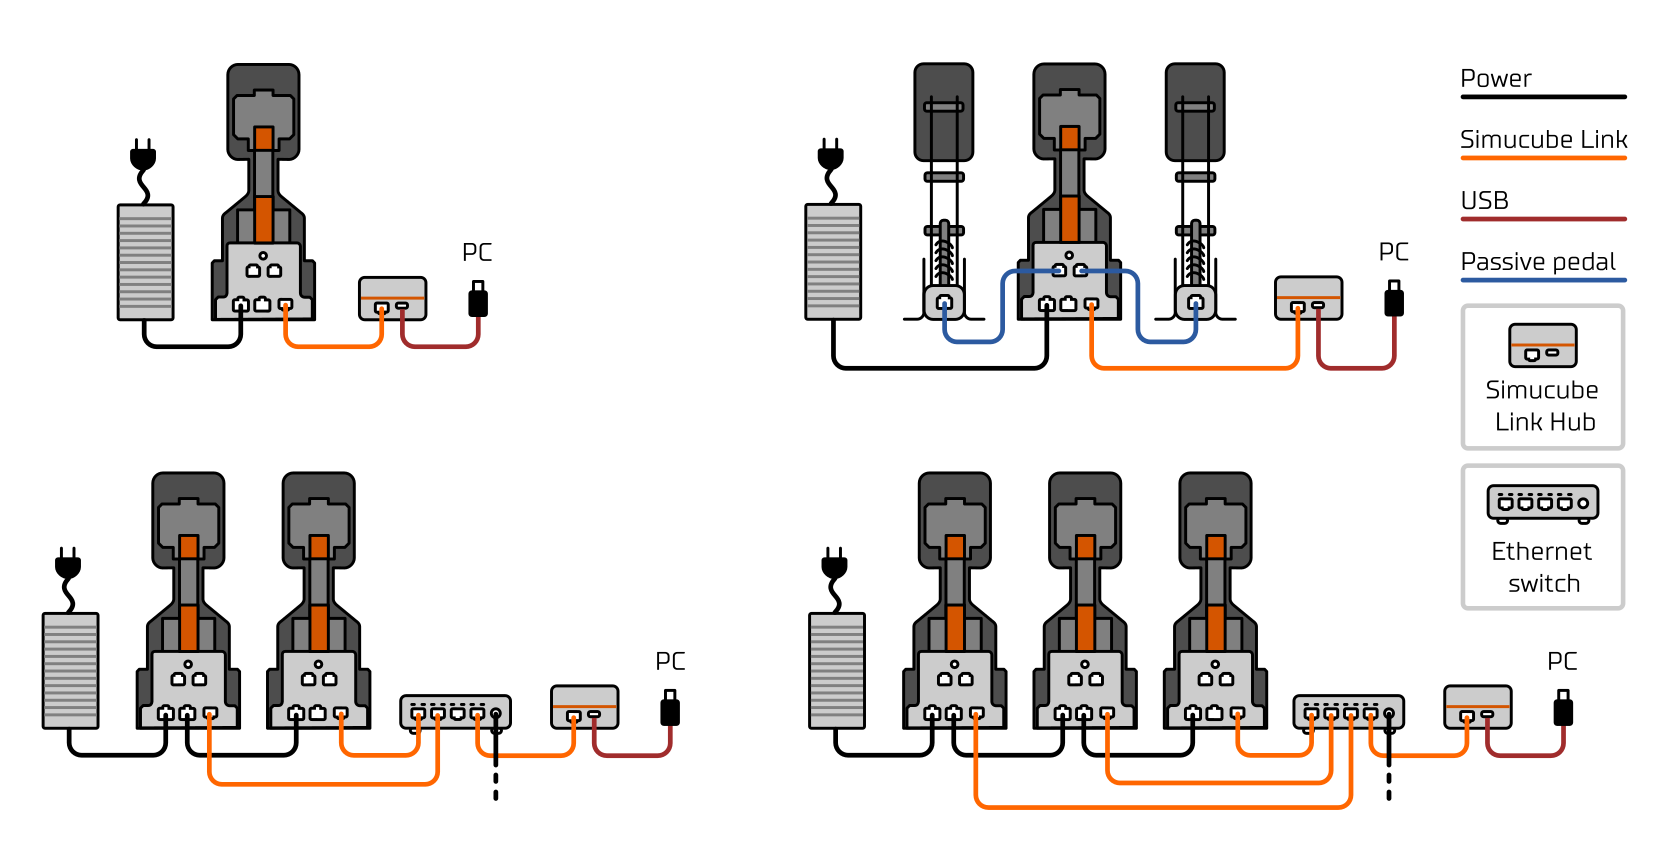 PC
PC
Power
Simucube Link
USB
Passive pedal
Simucube
Link Hub
Ethernet
switch
PC
PC